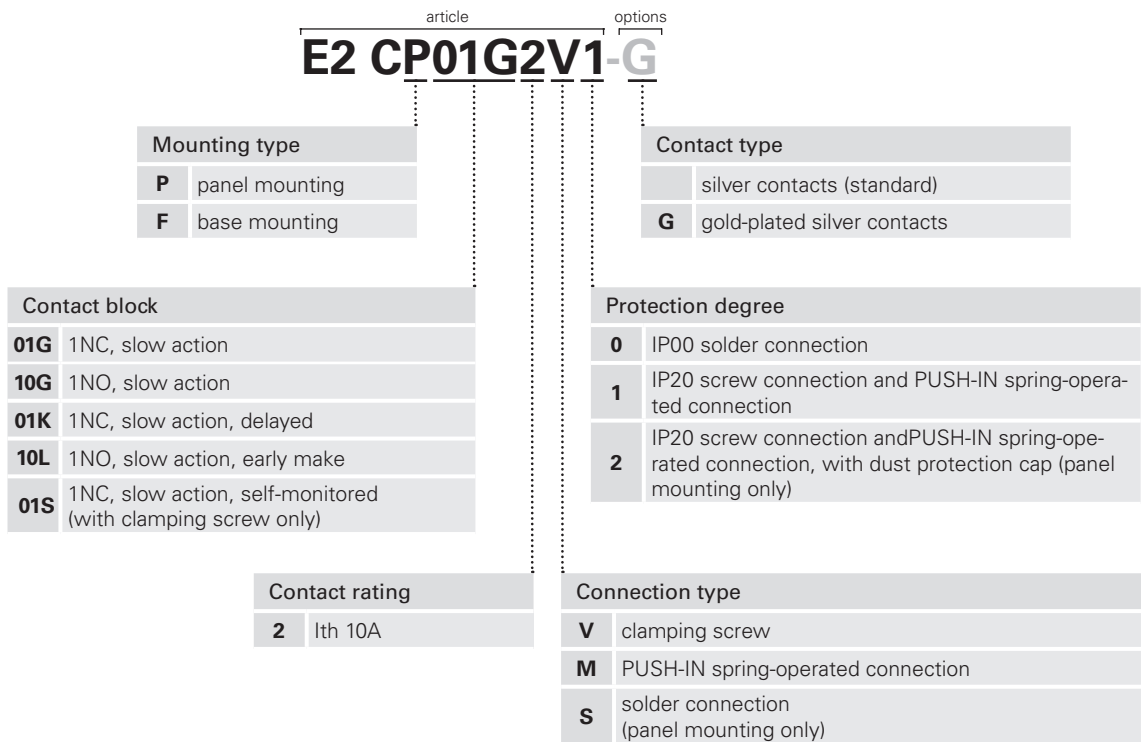 article
options
E2 CP01G2V1-G
Mounting type
P panel mounting
F base mounting
Contact type
silver contacts (standard)
G gold-plated silver contacts
Contact block
01G 1NC, slow action
10G 1NO, slow action
01K 1NC, slow action, delayed
10L 1NO, slow action, early make
01S 1NC, slow action, self-monitored
(with clamping screw only)
Protection degree
0 IP00 solder connection
1 IP20 screw connection and PUSH-IN spring-opera-
ted connection
2 IP20 screw connection andPUSH-IN spring-ope-
rated connection, with dust protection cap (panel
mounting only)
Contact rating
2 Ith 10A
Connection type
V clamping screw
M PUSH-IN spring-operated connection
S solder connection
(panel mounting only)